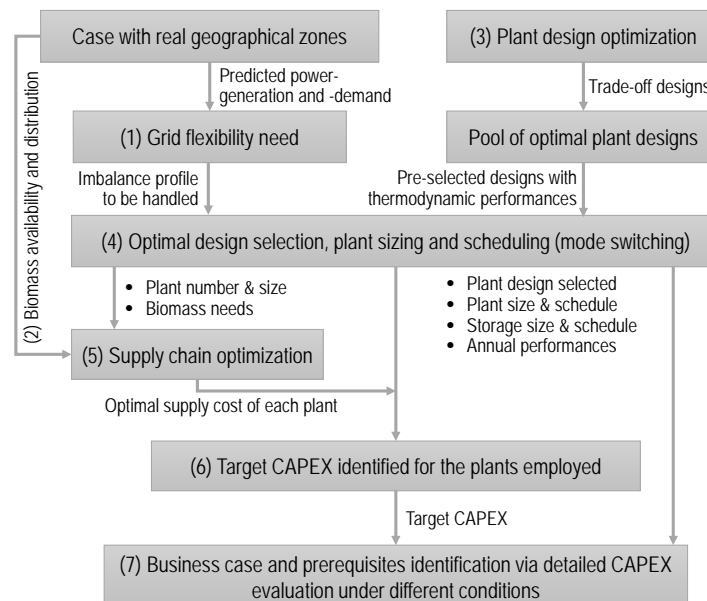 Case with real geographical zones
(3) Plant design optimization
Predicted power-
generation and -demand
Trade-off designs
(1) Grid flexibility need
Pool of optimal plant designs
(2) Biomass availability and distribution
Imbalance profile
to be handled
Pre-selected designs with
thermodynamic performances
(4) Optimal design selection, plant sizing and scheduling (mode switching)
• Plant number & size
• Biomass needs
• Plant design selected
• Plant size & schedule
• Storage size & schedule
• Annual performances
(5) Supply chain optimization
Optimal supply cost of each plant
(6) Target CAPEX identified for the plants employed
Target CAPEX
(7) Business case and prerequisites identification via detailed CAPEX
evaluation under different conditions